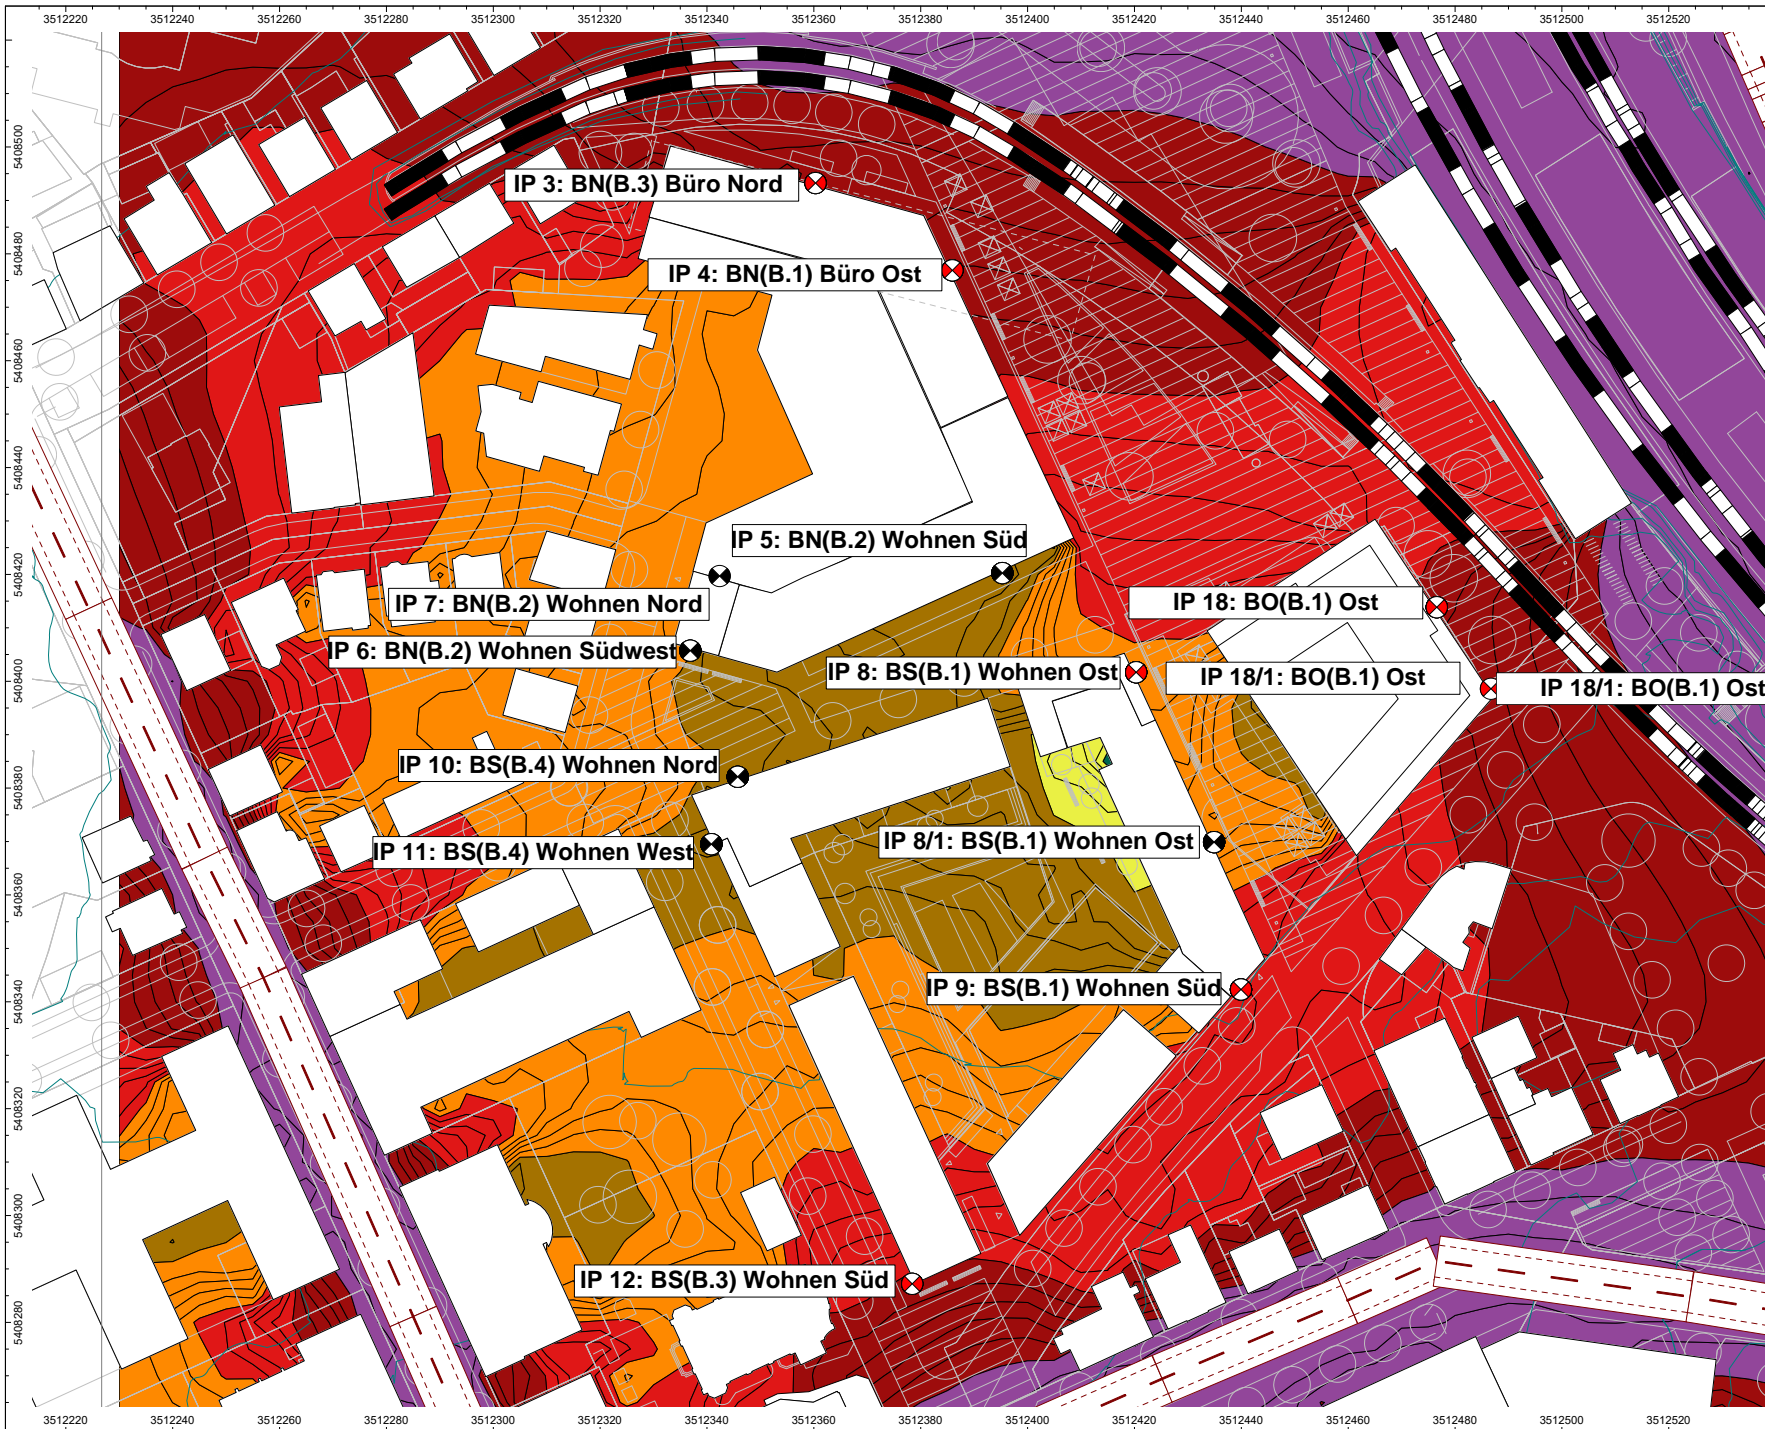 3512220 3512240 3512260 3512280 3512300 3512320 3512340 3512360 3512380 3512400 3512420 3512440 3512460 3512480 3512500 3512520
5408500
IP 3: BN(B.3) Büro Nord
5408480
IP 4: BN(B.1) Büro Ost
5408460
5408440
IP 5: BN(B.2) Wohnen Süd
5408420
IP 7: BN(B.2) Wohnen Nord
IP 18: BO(B.1) Ost
IP 6: BN(B.2) Wohnen Südwest
5408400
IP 8: BS(B.1) Wohnen Ost
IP 18/1: BO(B.1) Ost
IP 18/1: BO(B.1) Ost
IP 10: BS(B.4) Wohnen Nord
5408380
IP 8/1: BS(B.1) Wohnen Ost
IP 11: BS(B.4) Wohnen West
5408360
IP 9: BS(B.1) Wohnen Süd
5408340
5408320
5408300
IP 12: BS(B.3) Wohnen Süd
5408280
3512220 3512240 3512260 3512280 3512300 3512320 3512340 3512360 3512380 3512400 3512420 3512440 3512460 3512480 3512500 3512520